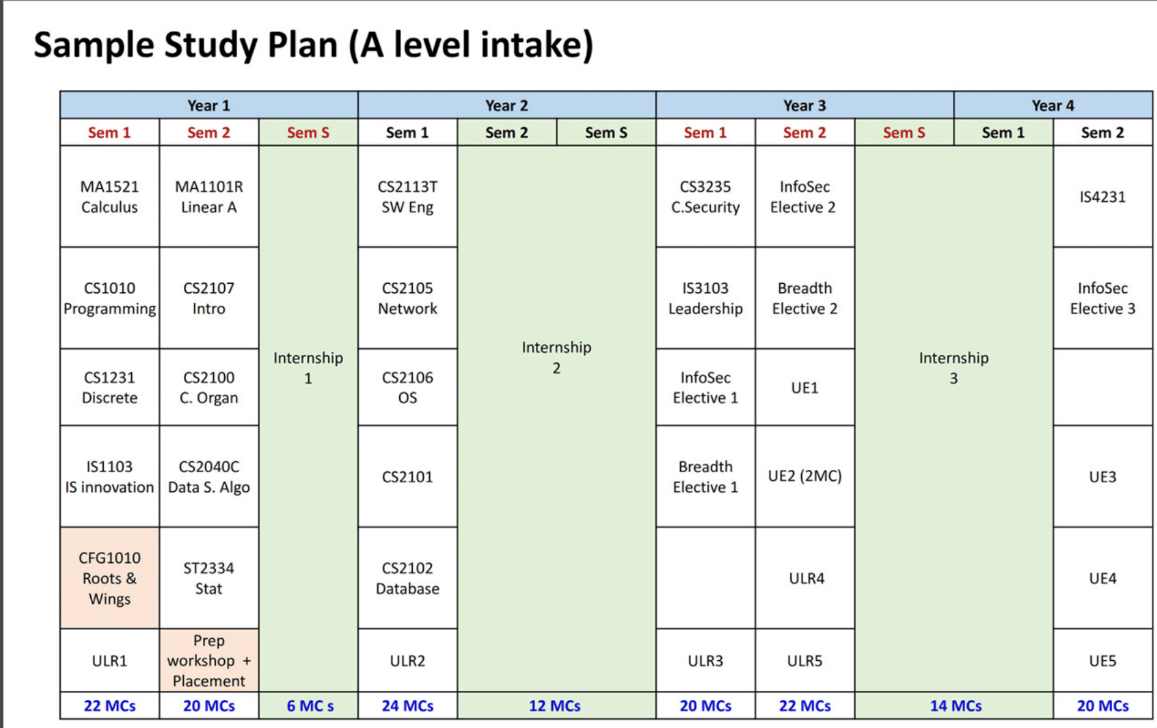 Sample Study Plan (A level intake)
Year 1 Year 2 Year 3 Year 4
Sem 1 Sem 2 Sem S Sem 1 Sem 2 Sem S Sem 1 Sem 2 Sem S Sem 1 Sem 2
MA1521
Calculus
MA1101R
Linear A
CS2113T
SW Eng
CS3235
C.Security
InfoSec
Elective 2
IS4231
CS1010
Programming
CS2107
Intro
CS2105
Network
IS3103
Leadership
Breadth
Elective 2
InfoSec
Elective 3
Internship
1
Internship
2
Internship
3
CS1231
Discrete
CS2100
C. Organ
CS2106
OS
InfoSec
Elective 1
UE1
IS1103
IS innovation
CS2040C
Data S. Algo
CS2101
Breadth
Elective 1
UE2 (2MC)
UE3
CFG1010
Roots &
Wings
ST2334
Stat
CS2102
Database
ULR4
UE4
ULR1
Prep
workshop +
Placement
ULR2
ULR3
ULR5
UE5
22 MCs 20 MCs 6 MC s 24 MCs 12 MCs 20 MCs 22 MCs 14 MCs 20 MCs